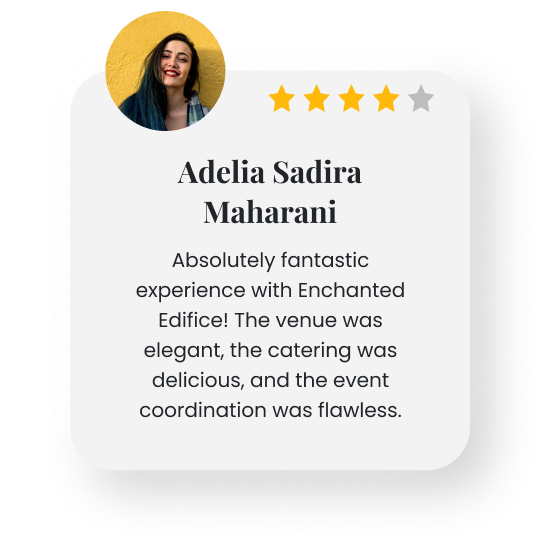 Adelia Sadira
Maharani
Absolutely fantastic
experience with Enchanted
Edifice! The venue was
elegant, the catering was
delicious, and the event
coordination was flawless.